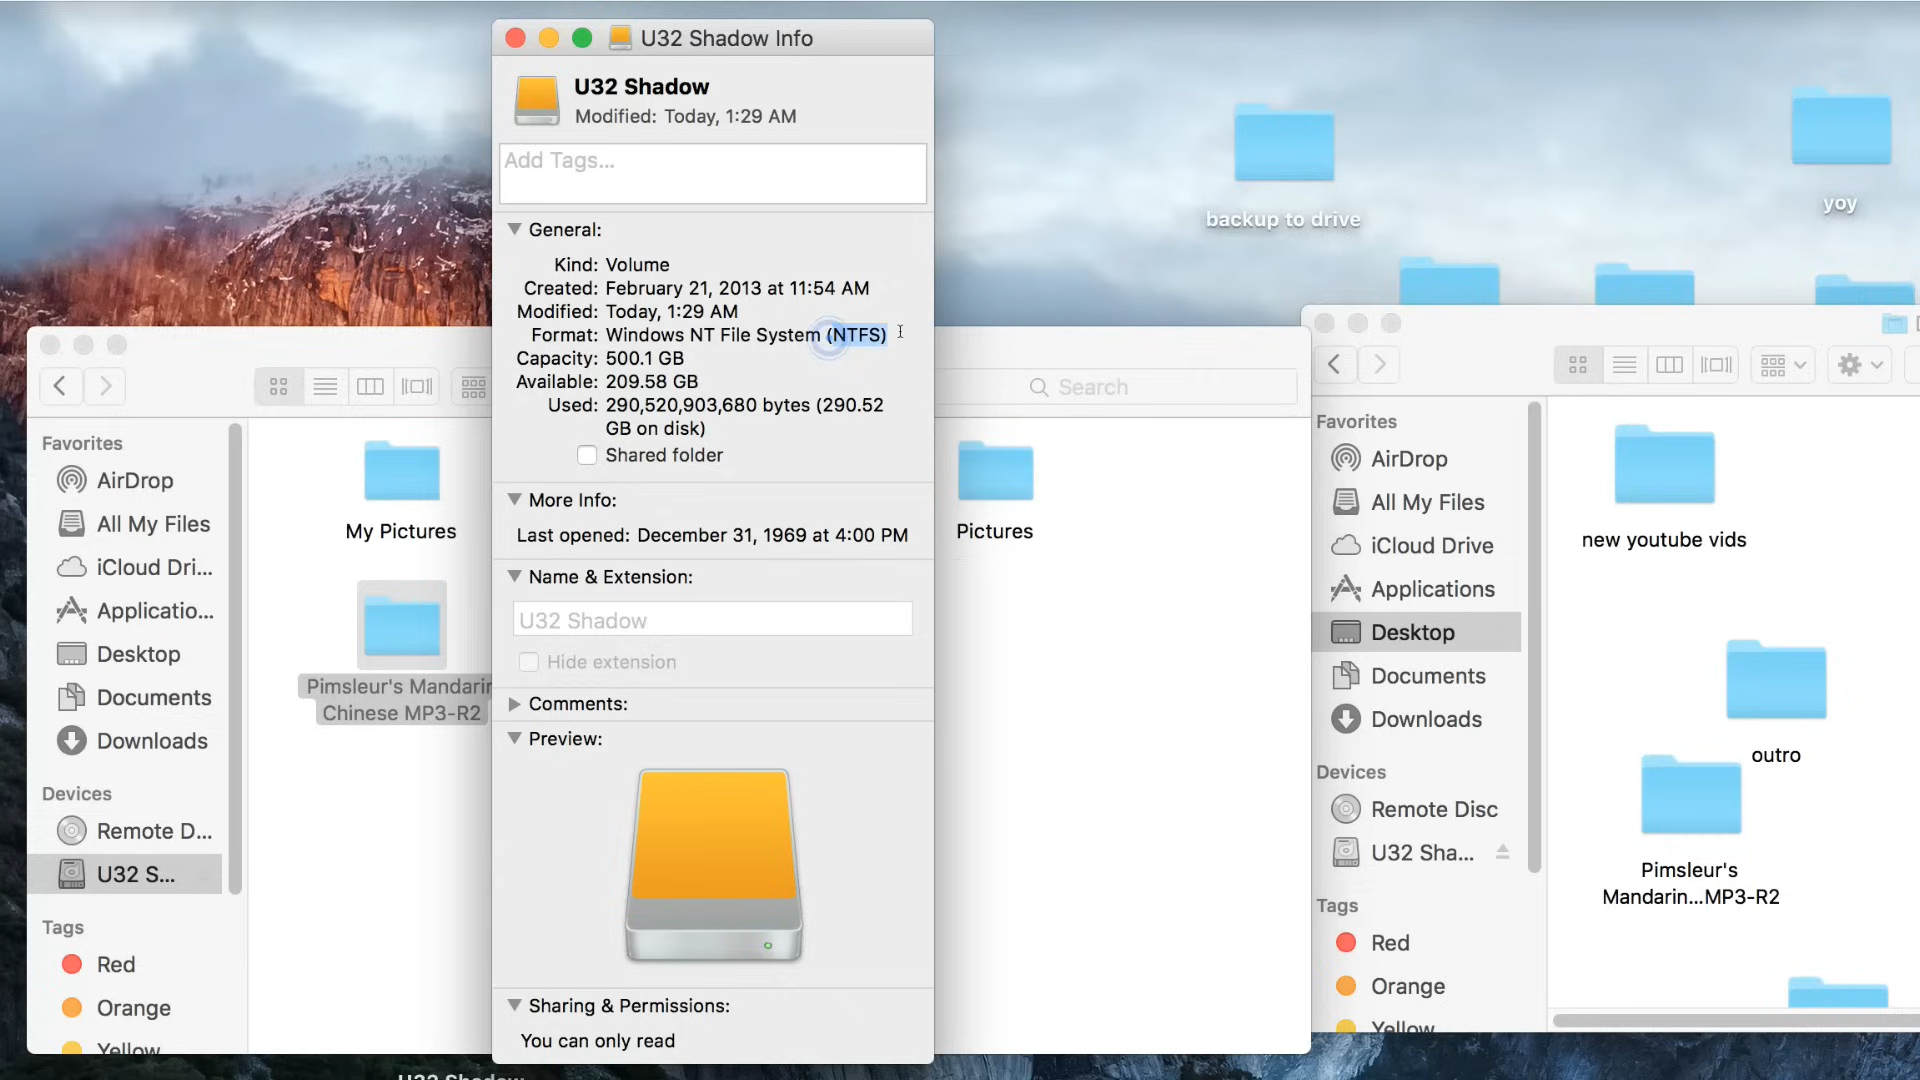 U32 Shadow Info
U32 Shadow
Modified: Today, 1:29 AM
Add Tags...
General:
Kind: Volume
Created: February 21, 2013 at 11:54 AM
Modified: Today, 1:29 AM
Format: Windows NT File System (NTFS)
Capacity: 500.1 GB
Available: 209.58 GB
Used: 290,520,903,680 bytes (290.52
GB on disk)
Shared folder
More Info:
Last opened: December 31, 1969 at 4:00 PM
Name & Extension:
U32 Shadow
Hide extension
Comments:
Preview:
Sharing & Permissions:
You can only read
Favorites
AirDrop
All My Files
iCloud Dri...
Applicatio...
Desktop
Documents
Downloads
Devices
Remote D...
U32 S...
Tags
Red
Orange
Yellow
My Pictures
Pimsleur's Mandarin
Chinese MP3-R2
Search
Pictures
backup to drive
yoy
Favorites
AirDrop
All My Files
iCloud Drive
Applications
Desktop
Documents
Downloads
Devices
Remote Disc
U32 Sha...
Tags
Red
Orange
Yellow
new youtube vids
outro
Pimsleur's
Mandarin...MP3-R2
U32 Shadow